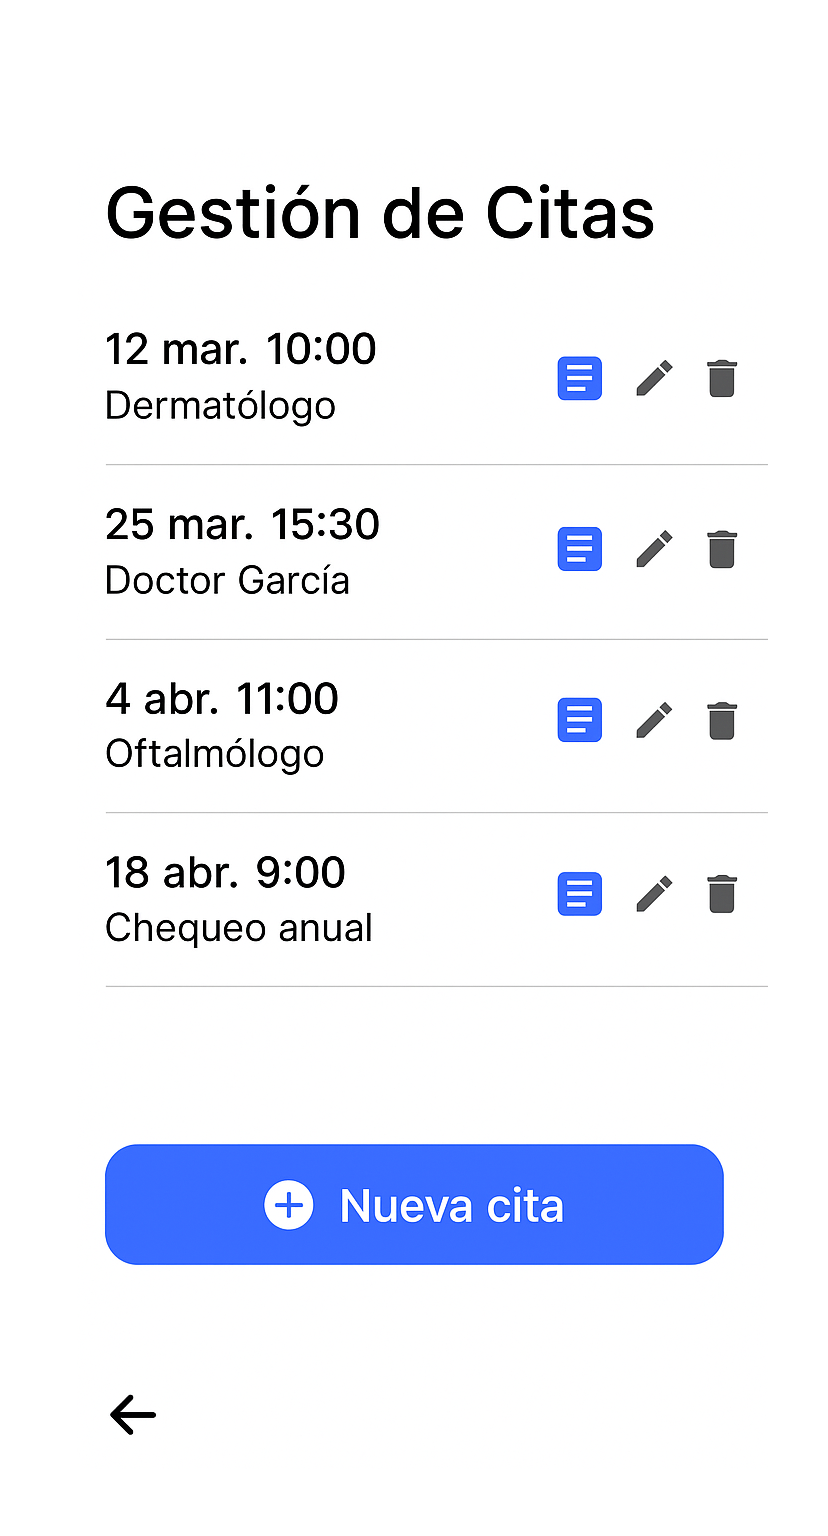 Gestión de Citas
12 mar. 10:00
Dermatólogo
25 mar. 15:30
Doctor García
4 abr. 11:00
Oftalmólogo
18 abr. 9:00
Chequeo anual
Nueva cita